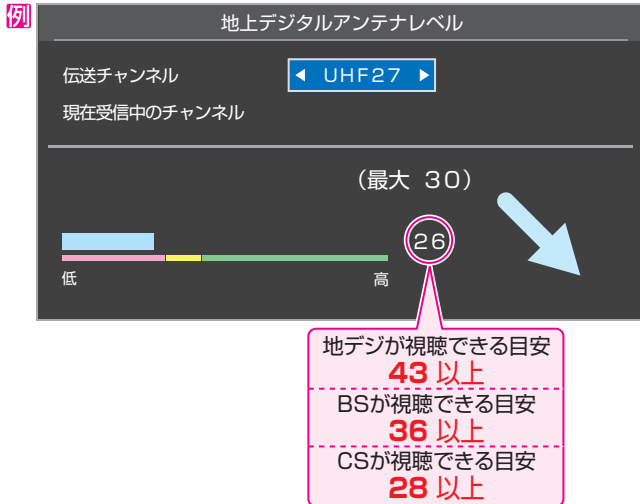 例
地上デジタルアンテナレベル
伝送チャンネル
UHF27
現在受信中のチャンネル
（最大 30）
26
低 高
地デジが視聴できる目安
43 以上
BSが視聴できる目安
36 以上
CSが視聴できる目安
28 以上